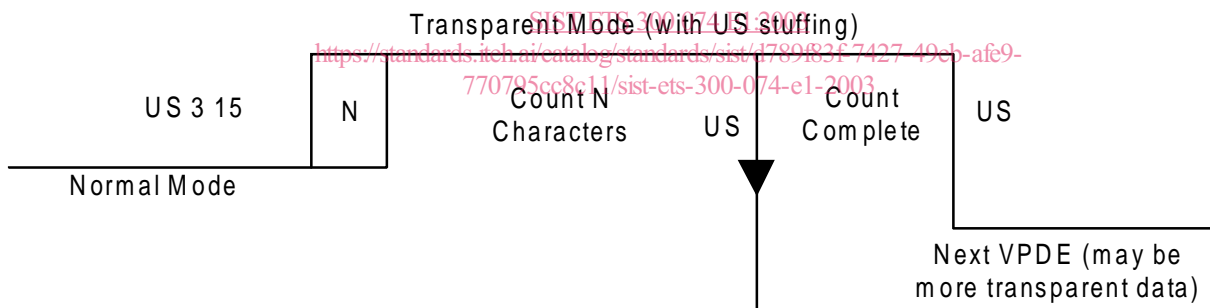 Transparent Mode (with US stuffing)
SIST ETS 300 074 E1:2003
https://standards.iteh.ai/catalog/standards/sist/d789f83f-7427-49eb-afe9-
770795cc8c11/sist-ets-300-074-e1-2003
US 3 15
N
Count N
Characters
US
Count
Complete
US
Normal Mode
Next VPDE (may be
more transparent data)